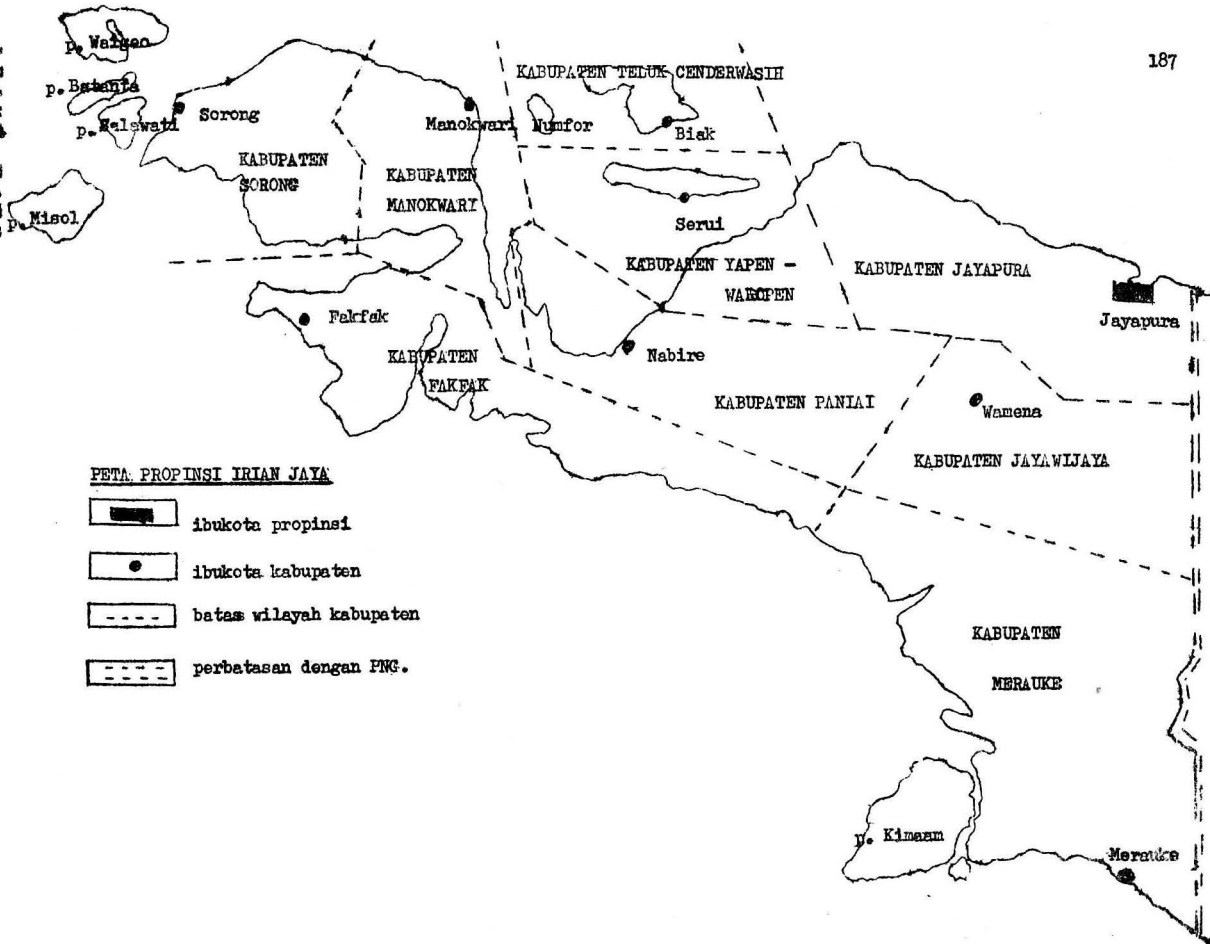 187
p. Waigeo
p. Batanta
p. Salawati
p. Misol
Sorong
KABUPATEN
SORONG
Manokwari
KABUPATEN
MANOKWARI
KABUPATEN TELUK CENDERWASIH
Numfor
Biak
Serui
KABUPATEN YAPEN -
WAROPEN
KABUPATEN JAYAPURA
Jayapura
Fakfak
KABUPATEN
FAKFAK
Nabire
KABUPATEN PANIAI
Wamena
KABUPATEN JAYAWIJAYA
PETA PROPINSI IRIAN JAYA
ibukota propinsi
ibukota kabupaten
batas wilayah kabupaten
perbatasan dengan PNG.
KABUPATEN
MERAUKE
p. Kimaam
Merauke